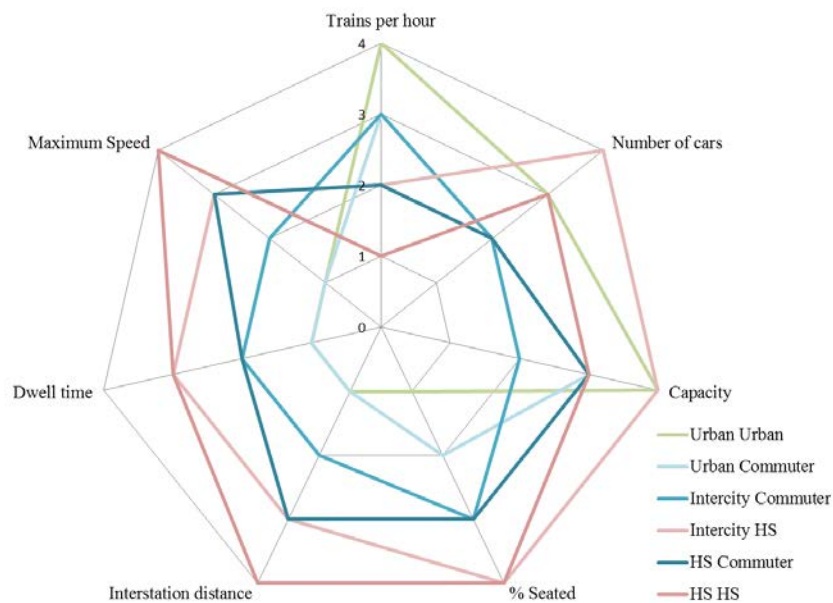 Trains per hour
4
Maximum Speed
3
Number of cars
2
1
0
Dwell time
Capacity
Urban Urban
Urban Commuter
Intercity Commuter
Intercity HS
HS Commuter
HS HS
Interstation distance
% Seated